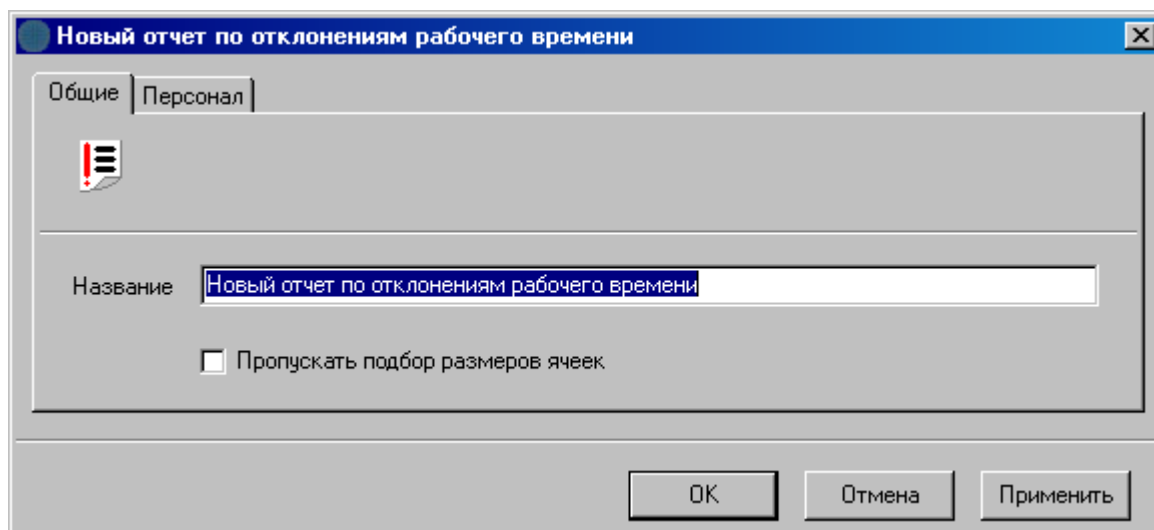 Новый отчет по отклонениям рабочего времени
Общие Персонал
Название Новый отчет по отклонениям рабочего времени
Пропускать подбор размеров ячеек
OK Отмена Применить